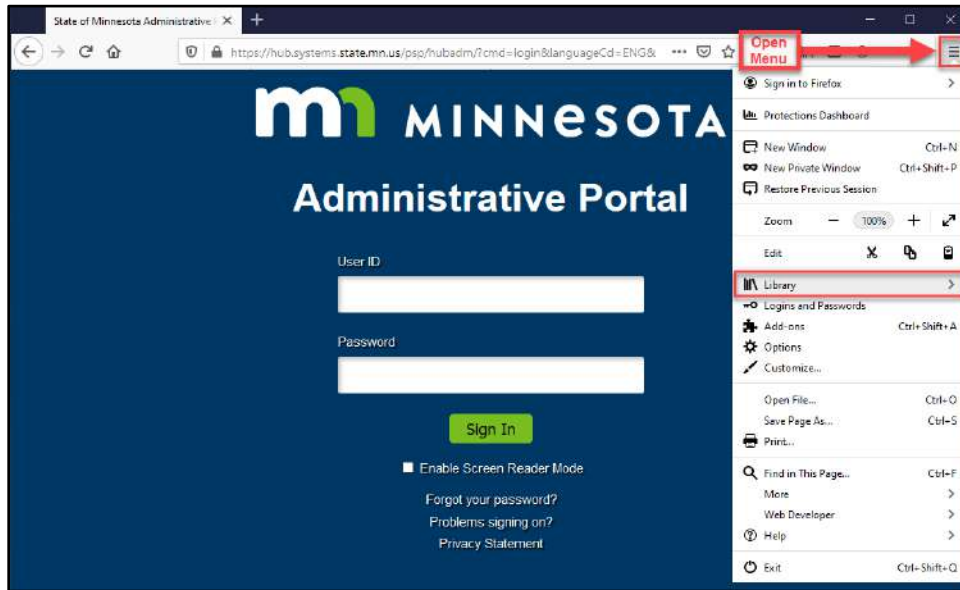 State of Minnesota Administrative
https://hub.systems.state.mn.us/psp/hubadm/?cmd=login&languageCd=ENG&
Open
Menu
mn MINNESOTA
Administrative Portal
User ID
Password
Sign In
Enable Screen Reader Mode
Forgot your password?
Problems signing on?
Privacy Statement
Sign in to Firefox
Protections Dashboard
New Window Ctrl+N
New Private Window Ctrl+Shift+P
Restore Previous Session
Zoom − 100% +
Edit
Library
Logins and Passwords
Add-ons Ctrl+Shift+A
Options
Customize...
Open File... Ctrl+O
Save Page As... Ctrl+S
Print...
Find in This Page... Ctrl+F
More
Web Developer
Help
Exit Ctrl+Shift+Q